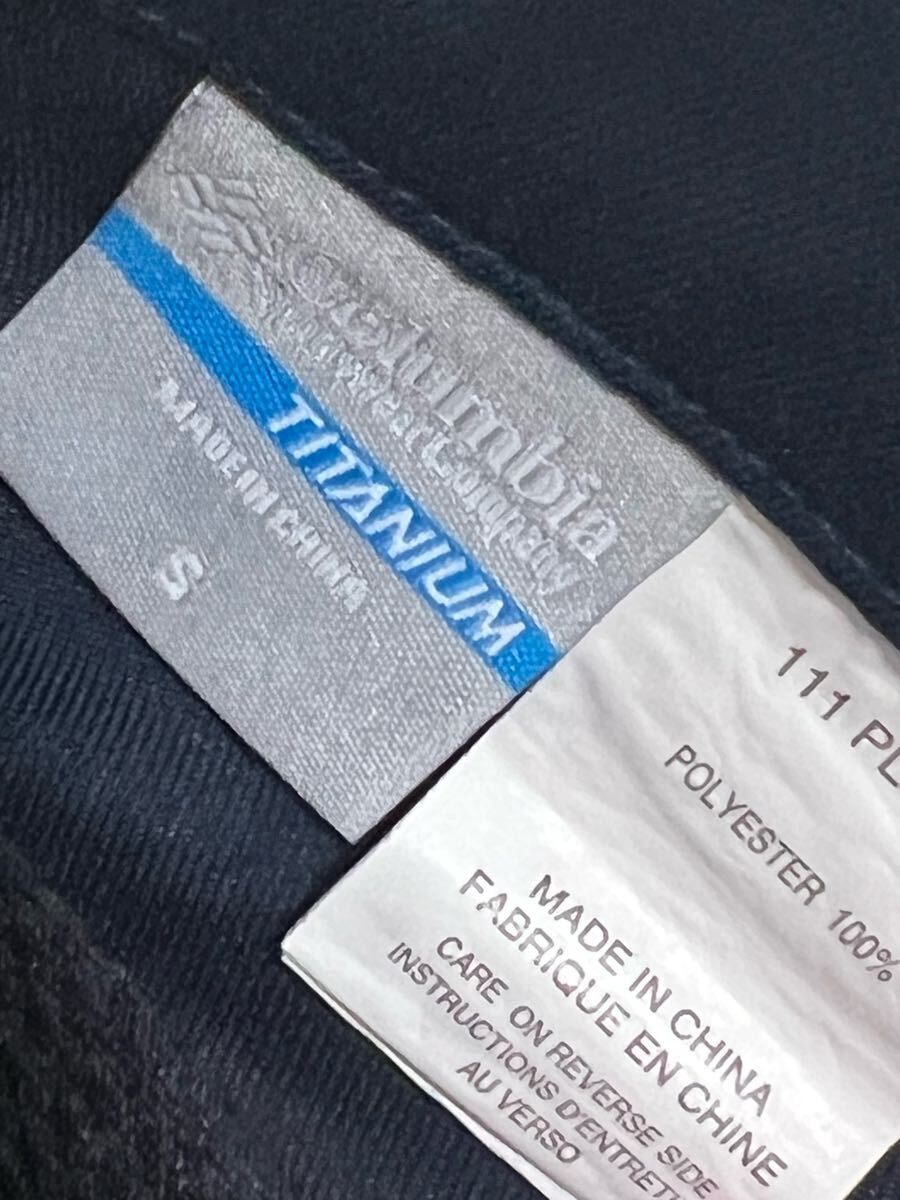 Columbia
Sportswear Company
TITANIUM
MADE IN CHINA
S
111 PL
POLYESTER 100%
MADE IN CHINA
FABRIQUE EN CHINE
CARE ON REVERSE SIDE
INSTRUCTIONS D'ENTRET
AU VERSO